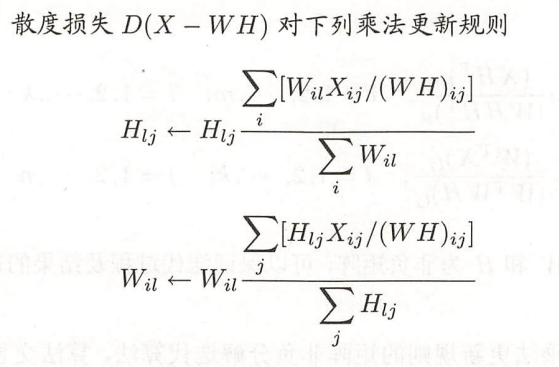 散度损失 D(X − WH) 对下列乘法更新规则
H_{lj} ← H_{lj} \frac{\sum_i [W_{il}X_{ij}/(WH)_{ij}]}{\sum_i W_{il}}
W_{il} ← W_{il} \frac{\sum_j [H_{lj}X_{ij}/(WH)_{ij}]}{\sum_j H_{lj}}